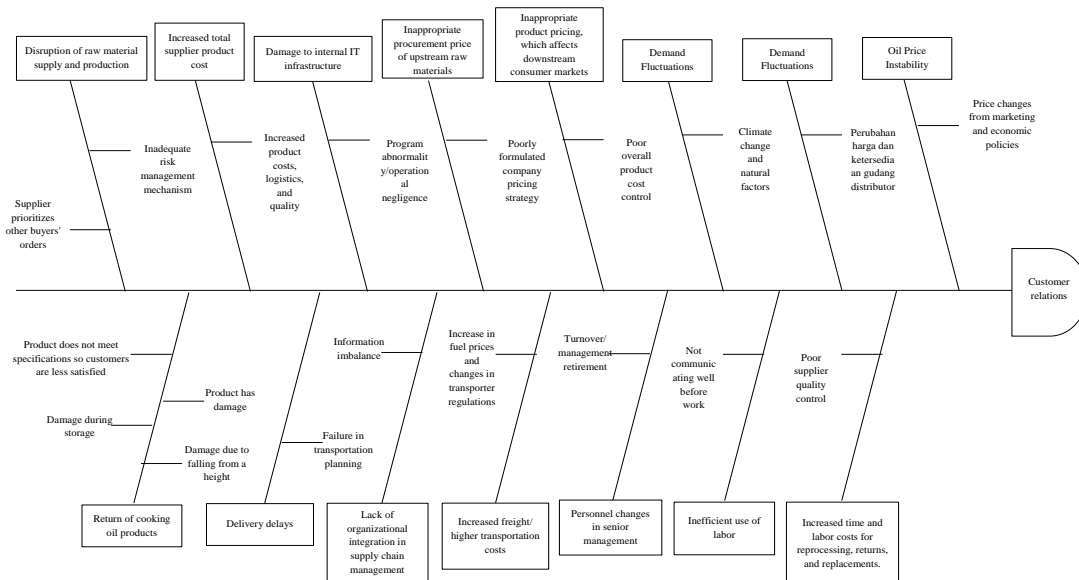 Disruption of raw material
supply and production
Increased total
supplier product
cost
Damage to internal IT
infrastructure
Inappropriate
procurement price
of upstream raw
materials
Inappropriate
product pricing,
which affects
downstream
consumer markets
Demand
Fluctuations
Demand
Fluctuations
Oil Price
Instability
Inadequate
risk
management
mechanism
Supplier
prioritizes
other buyers'
orders
Increased
product
costs,
logistics,
and
quality
Program
abnormalit
y/operation
al
negligence
Poorly
formulated
company
pricing
strategy
Poor
overall
product
cost
control
Climate
change
and
natural
factors
Perubahan
harga dan
ketersedia
an gudang
distributor
Price changes
from marketing
and economic
policies
Customer
relations
Product does not meet
specifications so customers
are less satisfied
Product has
damage
Damage during
storage
Damage due to
falling from a
height
Failure in
transportation
planning
Information
imbalance
Increase in
fuel prices
and
changes in
transporter
regulations
Turnover/
management
retirement
Not
communic
ating well
before
work
Poor
supplier
quality
control
Return of cooking
oil products
Delivery delays
Lack of
organizational
integration in
supply chain
management
Increased freight/
higher transportation
costs
Personnel changes
in senior
management
Inefficient use of
labor
Increased time and
labor costs for
reprocessing, returns,
and replacements.